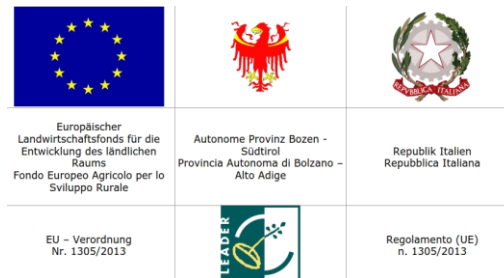 REPVBBLICA ITALIANA
Europäischer
Landwirtschaftsfonds für die
Entwicklung des ländlichen
Raums
Fondo Europeo Agricolo per lo
Sviluppo Rurale
Autonome Provinz Bozen -
Südtirol
Provincia Autonoma di Bolzano –
Alto Adige
Republik Italien
Repubblica Italiana
EU – Verordnung
Nr. 1305/2013
LEADER
Regolamento (UE)
n. 1305/2013